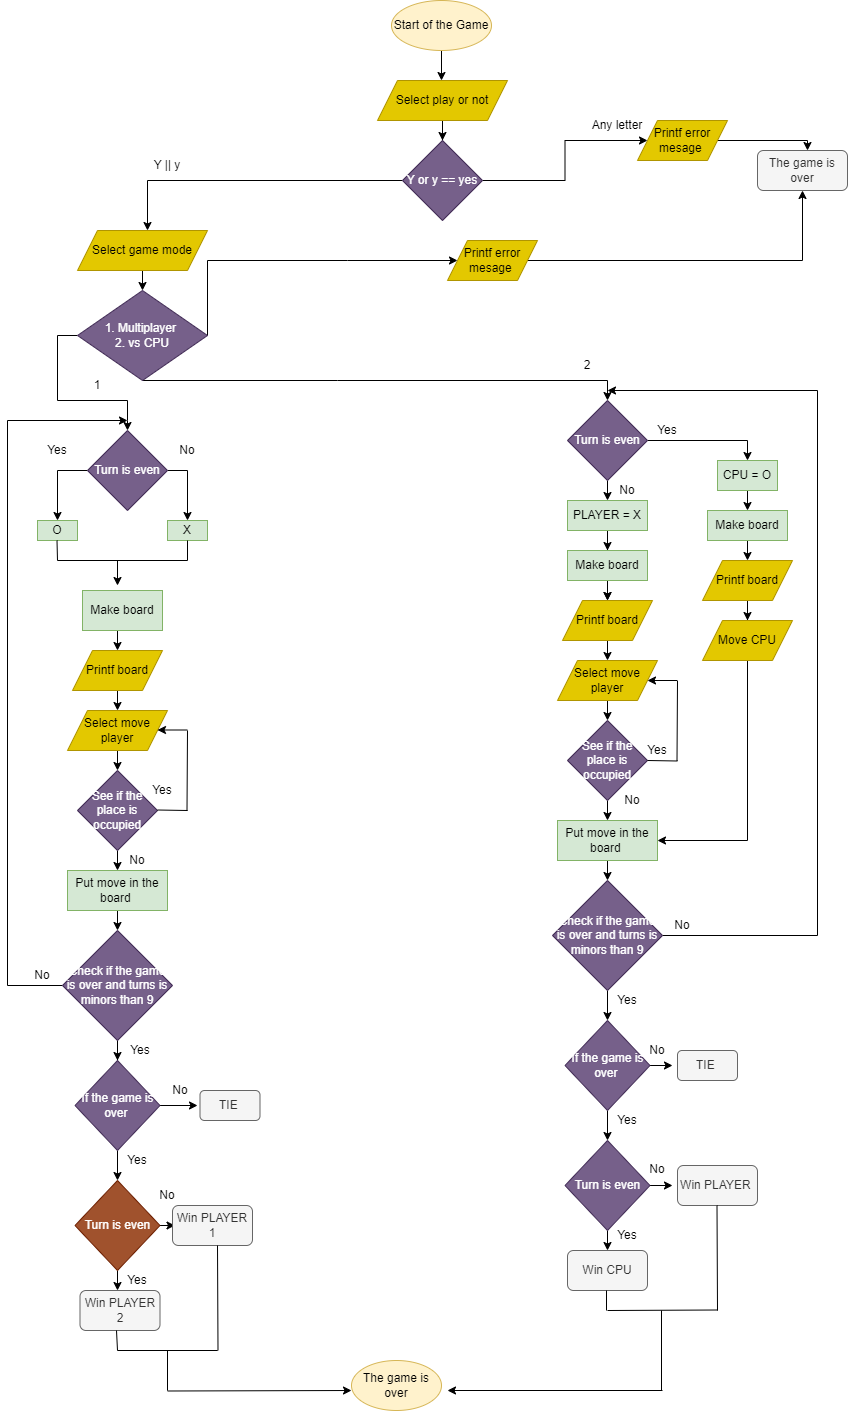 Start of the Game
Select play or not
Any letter
Printf error
mesage
The game is
over
Y || y
Y or y == yes
Select game mode
Printf error
mesage
1. Multiplayer
2. vs CPU
1
2
Turn is even
Yes
No
O
X
Make board
Printf board
Select move
player
See if the
place is
occupied
Yes
No
Put move in the
board
check if the game
is over and turns is
minors than 9
No
Yes
If the game is
over
No
TIE
Yes
Turn is even
No
Win PLAYER
1
Yes
Win PLAYER
2
Turn is even
Yes
CPU = O
No
PLAYER = X
Make board
Make board
Printf board
Printf board
Move CPU
Select move
player
See if the
place is
occupied
Yes
No
Put move in the
board
check if the game
is over and turns is
minors than 9
No
Yes
If the game is
over
No
TIE
Yes
Turn is even
No
Win PLAYER
Yes
Win CPU
The game is
over